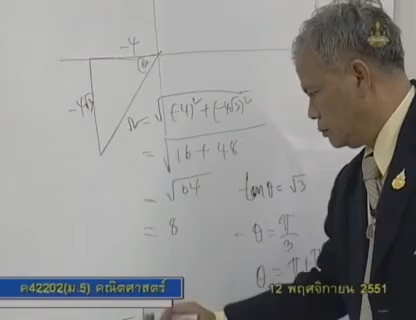 -4
θ
-4√3
r = √(-4)² + (-4√3)²
= √16 + 48
= √64
= 8
tanθ = √3
∴ θ = π/3
θ = π + π
ค42202(ม.5) คณิตศาสตร์
12 พฤศจิกายน 2551